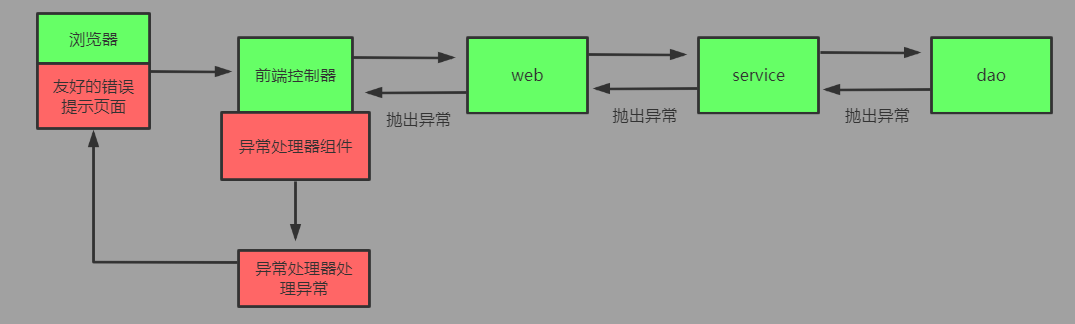 浏览器
友好的错误
提示页面
前端控制器
异常处理器组件
异常处理器处
理异常
web
service
dao
抛出异常
抛出异常
抛出异常